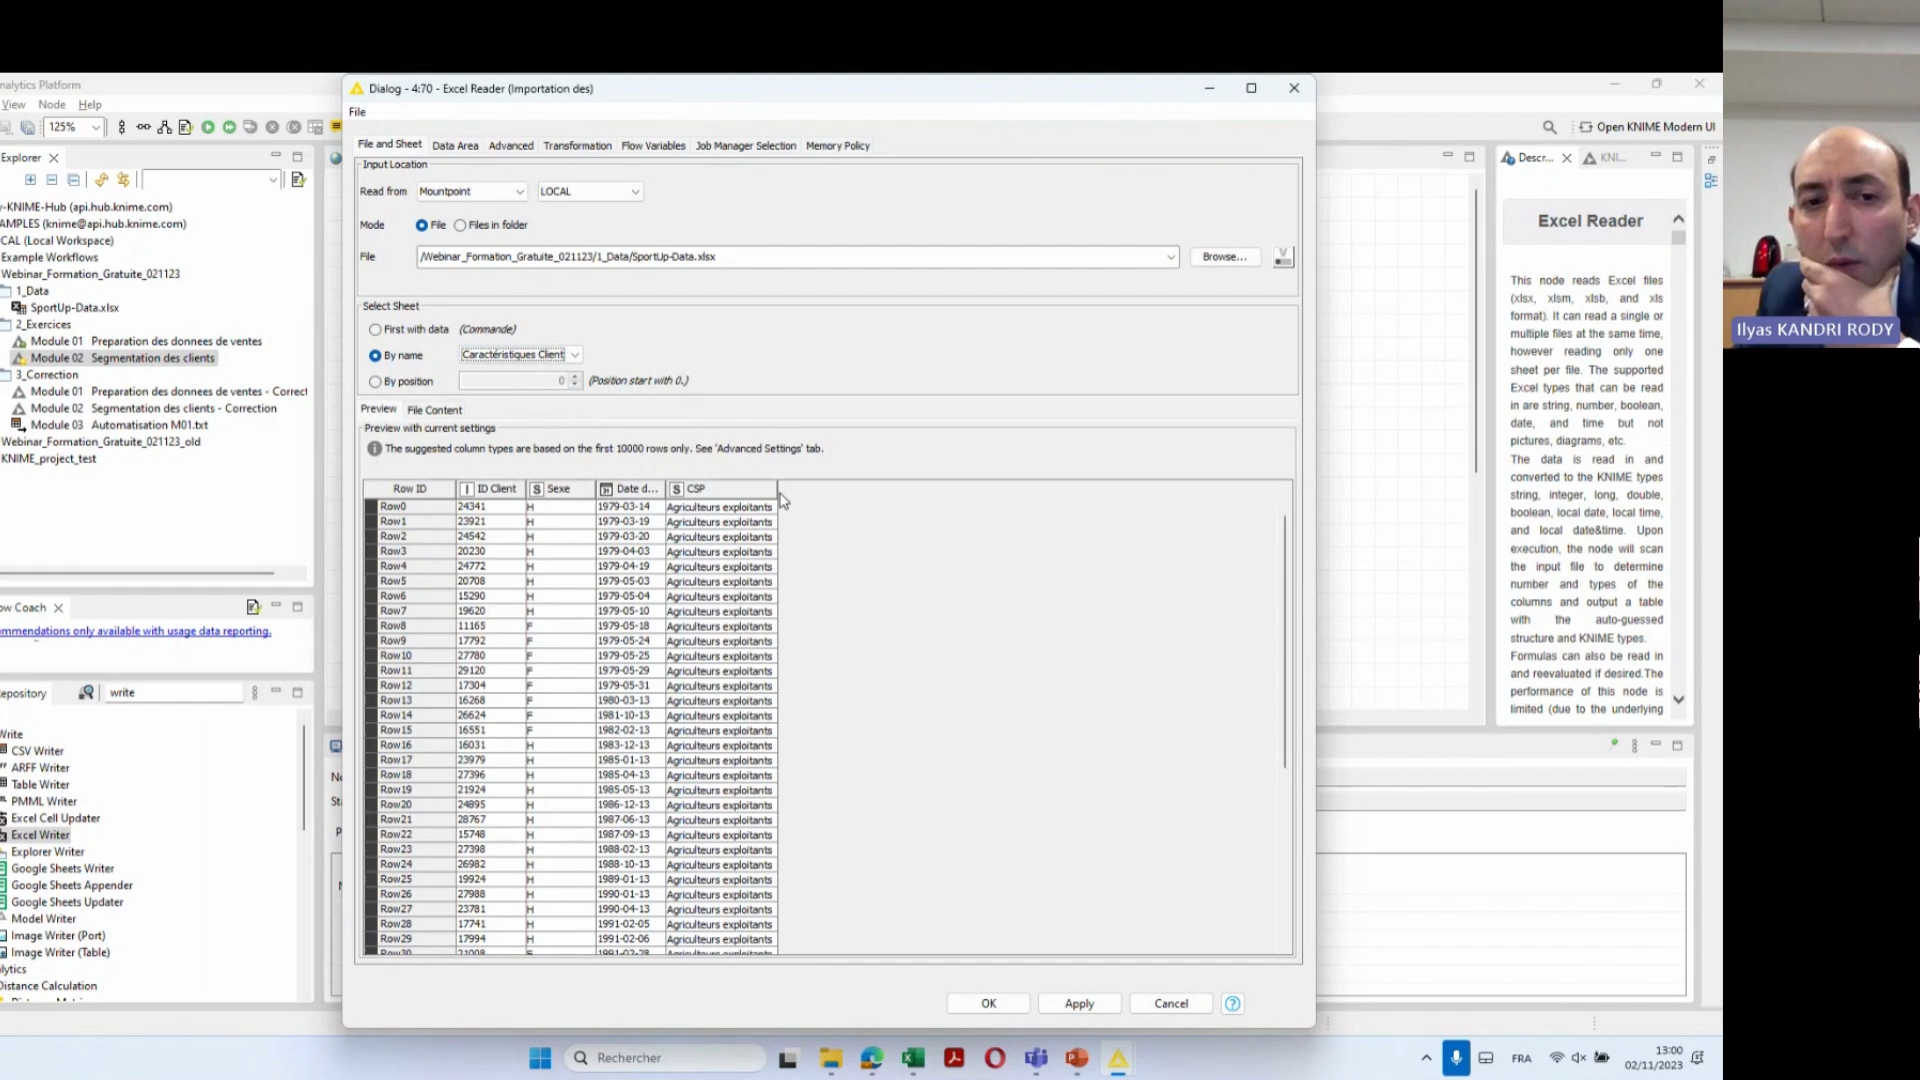 nalytics Platform
View Node Help
125%
Open KNIME Modern UI
Explorer
y-KNIME-Hub (api.hub.knime.com)
AMPLES (knime@api.hub.knime.com)
CAL (Local Workspace)
Example Workflows
Webinar_Formation_Gratuite_021123
1_Data
SportUp-Data.xlsx
2_Exercices
Module 01 Preparation des donnees de ventes
Module 02 Segmentation des clients
3_Correction
Module 01 Preparation des donnees de ventes - Correct
Module 02 Segmentation des clients - Correction
Module 03 Automatisation M01.txt
Webinar_Formation_Gratuite_021123_old
KNIME_project_test
ow Coach
ommendations only available with usage data reporting.
epository
write
Write
CSV Writer
ARFF Writer
Table Writer
PMML Writer
Excel Cell Updater
Excel Writer
Explorer Writer
Google Sheets Writer
Google Sheets Appender
Google Sheets Updater
Model Writer
Image Writer (Port)
Image Writer (Table)
lytics
Distance Calculation
Dialog - 4:70 - Excel Reader (Importation des)
File
File and Sheet Data Area Advanced Transformation Flow Variables Job Manager Selection Memory Policy
Input Location
Read from Mountpoint LOCAL
Mode File Files in folder
File /Webinar_Formation_Gratuite_021123/1_Data/SportUp-Data.xlsx Browse...
Select Sheet
First with data (Commande)
By name Caractéristiques Client
By position 0 (Position start with 0.)
Preview File Content
Preview with current settings
The suggested column types are based on the first 10000 rows only. See 'Advanced Settings' tab.
Row ID I ID Client S Sexe Date d... S CSP
Row0 24341 H 1979-03-14 Agriculteurs exploitants
Row1 23921 H 1979-03-19 Agriculteurs exploitants
Row2 24542 H 1979-03-20 Agriculteurs exploitants
Row3 20230 H 1979-04-03 Agriculteurs exploitants
Row4 24772 H 1979-04-19 Agriculteurs exploitants
Row5 20708 H 1979-05-03 Agriculteurs exploitants
Row6 15290 H 1979-05-04 Agriculteurs exploitants
Row7 19620 H 1979-05-10 Agriculteurs exploitants
Row8 11165 F 1979-05-18 Agriculteurs exploitants
Row9 17792 F 1979-05-24 Agriculteurs exploitants
Row10 27780 F 1979-05-25 Agriculteurs exploitants
Row11 29120 F 1979-05-29 Agriculteurs exploitants
Row12 17304 F 1979-05-31 Agriculteurs exploitants
Row13 16268 F 1980-03-13 Agriculteurs exploitants
Row14 26624 F 1981-10-13 Agriculteurs exploitants
Row15 16551 F 1982-02-13 Agriculteurs exploitants
Row16 16031 H 1983-12-13 Agriculteurs exploitants
Row17 23979 H 1985-01-13 Agriculteurs exploitants
Row18 27396 H 1985-04-13 Agriculteurs exploitants
Row19 21924 H 1985-05-13 Agriculteurs exploitants
Row20 24895 H 1986-12-13 Agriculteurs exploitants
Row21 28767 H 1987-06-13 Agriculteurs exploitants
Row22 15748 H 1987-09-13 Agriculteurs exploitants
Row23 27398 H 1988-02-13 Agriculteurs exploitants
Row24 26982 H 1988-10-13 Agriculteurs exploitants
Row25 19924 H 1989-01-13 Agriculteurs exploitants
Row26 27988 H 1990-01-13 Agriculteurs exploitants
Row27 23781 H 1990-04-13 Agriculteurs exploitants
Row28 17741 H 1991-02-05 Agriculteurs exploitants
Row29 17994 H 1991-02-06 Agriculteurs exploitants
Row30 21008 F 1991-02-28 Agriculteurs exploitants
OK Apply Cancel
Descr... KNI...
Excel Reader
This node reads Excel files
(xlsx, xlsm, xlsb, and xls
format). It can read a single or
multiple files at the same time,
however reading only one
sheet per file. The supported
Excel types that can be read
in are string, number, boolean,
date, and time but not
pictures, diagrams, etc.
The data is read in and
converted to the KNIME types
string, integer, long, double,
boolean, local date, local time,
and local date&time. Upon
execution, the node will scan
the input file to determine
number and types of the
columns and output a table
with the auto-guessed
structure and KNIME types.
Formulas can also be read in
and reevaluated if desired.The
performance of this node is
limited (due to the underlying
Ilyas KANDRI RODY
Rechercher
FRA
13:00
02/11/2023